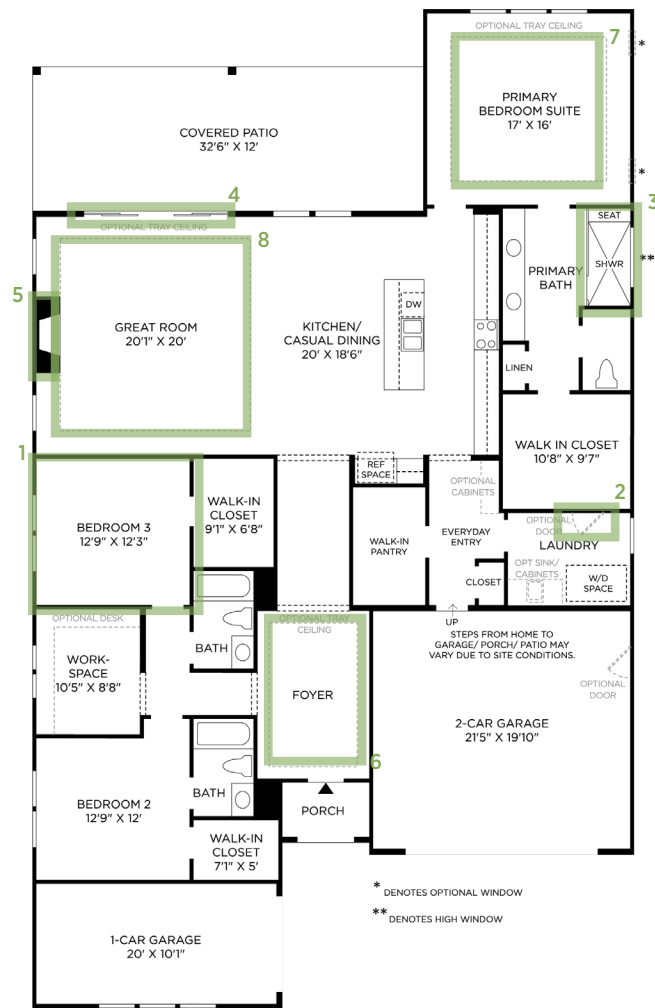 OPTIONAL TRAY CEILING
7
*
PRIMARY
BEDROOM SUITE
17' X 16'
COVERED PATIO
32'6" X 12'
*
4
3
OPTIONAL TRAY CEILING
SEAT
8
SHWR
**
PRIMARY
BATH
5
DW
GREAT ROOM
20'1" X 20'
KITCHEN/
CASUAL DINING
20' X 18'6"
LINEN
1
WALK IN CLOSET
10'8" X 9'7"
REF
SPACE
WALK-IN
CLOSET
9'1" X 6'8"
OPTIONAL
CABINETS
2
BEDROOM 3
12'9" X 12'3"
WALK-IN
PANTRY
EVERYDAY
ENTRY
OPTIONAL
DOOR
LAUNDRY
OPT SINK/
CABINETS
CLOSET
W/D
SPACE
OPTIONAL DESK
OPTIONAL TRAY
CEILING
UP
STEPS FROM HOME TO
GARAGE/ PORCH/ PATIO MAY
VARY DUE TO SITE CONDITIONS.
BATH
WORK-
SPACE
10'5" X 8'8"
FOYER
OPTIONAL
DOOR
2-CAR GARAGE
21'5" X 19'10"
6
BATH
BEDROOM 2
12'9" X 12'
PORCH
WALK-IN
CLOSET
7'1" X 5'
* DENOTES OPTIONAL WINDOW
** DENOTES HIGH WINDOW
1-CAR GARAGE
20' X 10'1"